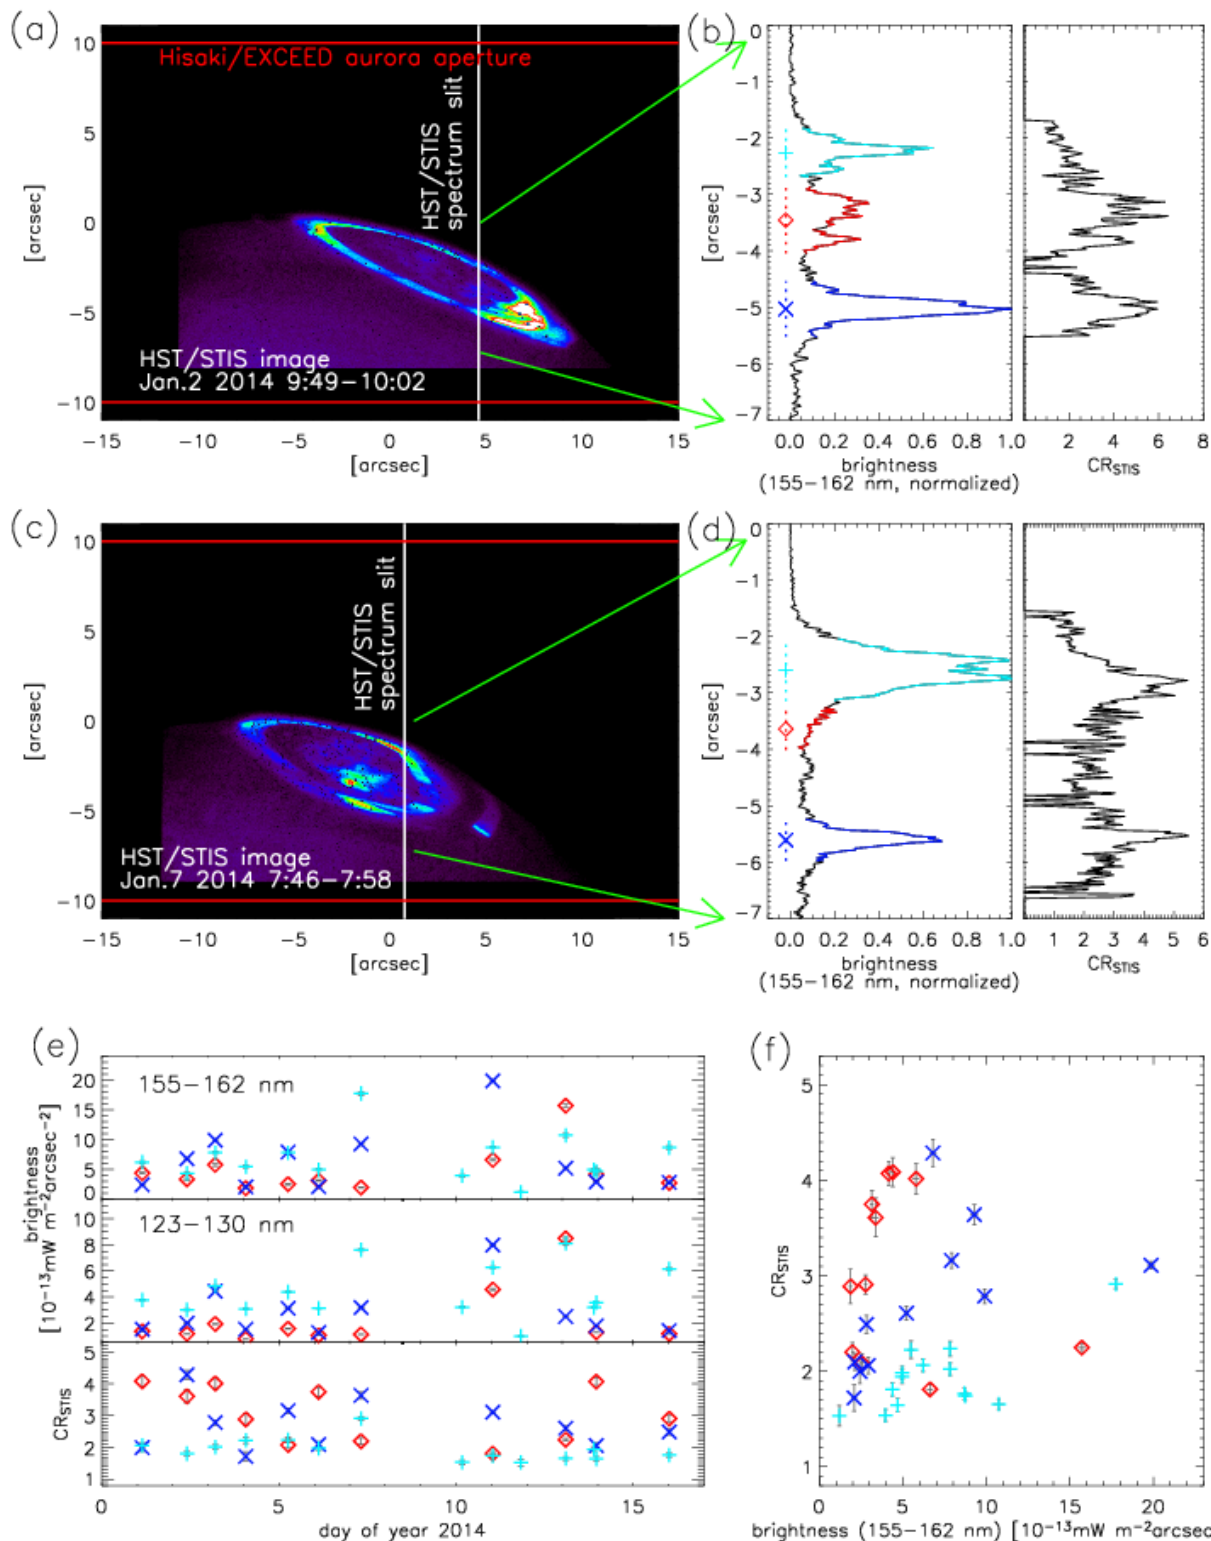 (a)
10
5
0
−5
−10
[arcsec]
Hisaki/EXCEED aurora aperture
HST/STIS
spectrum slit
HST/STIS image
Jan.2 2014 9:49−10:02
−15
−10
−5
0
5
10
15
[arcsec]
(b)
0
−1
−2
−3
−4
−5
−6
−7
[arcsec]
0.0 0.2 0.4 0.6 0.8 1.0
brightness
(155−162 nm, normalized)
2 4 6 8
CRSTIS
(c)
10
5
0
−5
−10
[arcsec]
HST/STIS
spectrum slit
HST/STIS image
Jan.7 2014 7:46−7:58
−15
−10
−5
0
5
10
15
[arcsec]
(d)
0
−1
−2
−3
−4
−5
−6
−7
[arcsec]
0.0 0.2 0.4 0.6 0.8 1.0
brightness
(155−162 nm, normalized)
1 2 3 4 5 6
CRSTIS
(e)
155−162 nm
20
15
10
5
0
brightness
[10−13mW m−2arcsec−2]
123−130 nm
8
6
4
2
5
4
3
2
1
CRSTIS
0 5 10 15
day of year 2014
(f)
5
4
3
2
1
CRSTIS
0 5 10 15 20
brightness (155−162 nm) [10−13mW m−2arcsec